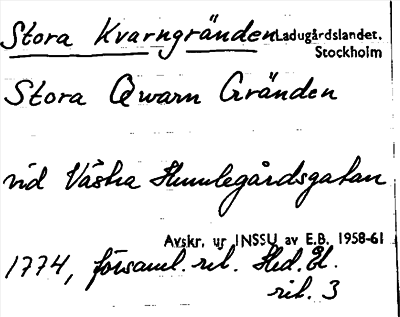 Stora Kvarngränden Ladugårdslandet.
Stockholm
Stora Qwarn Gränden
vid Västra Humlegårdsgatan
Avskr. ur INSSU av E.B. 1958-61
1774, församl. rel. Hed. El.
rit. 3